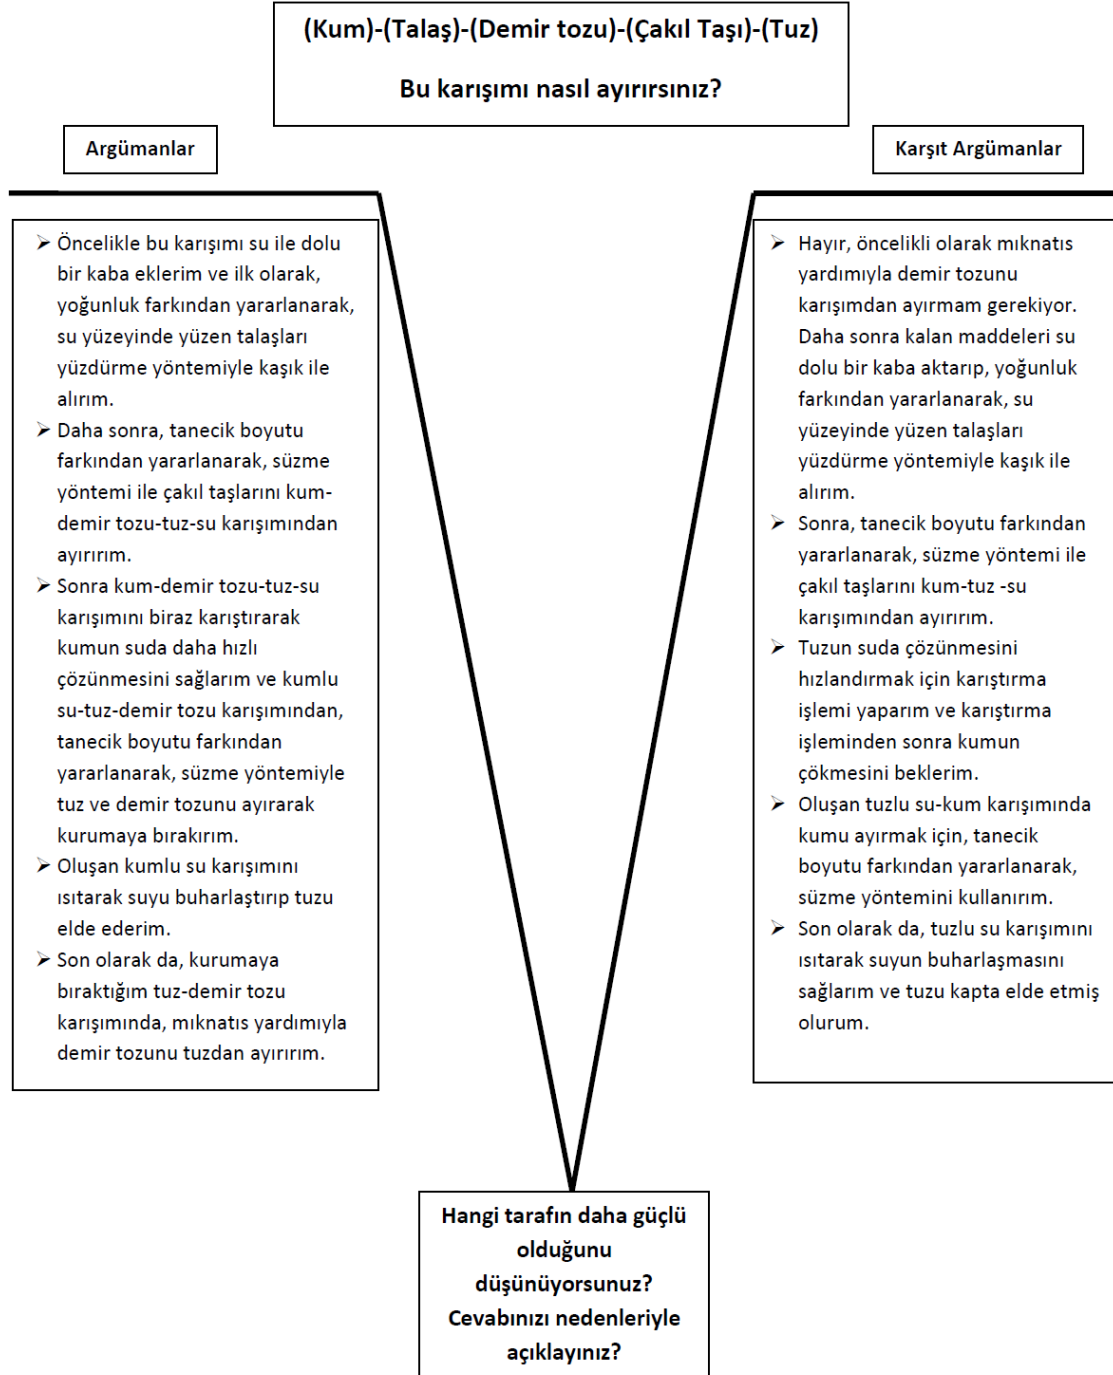 (Kum)-(Talaş)-(Demir tozu)-(Çakıl Taşı)-(Tuz)
Bu karışımı nasıl ayırırsınız?
Argümanlar
Karşıt Argümanlar
➢ Öncelikle bu karışımı su ile dolu
bir kaba eklerim ve ilk olarak,
yoğunluk farkından yararlanarak,
su yüzeyinde yüzen talaşları
yüzdürme yöntemiyle kaşık ile
alırım.
➢ Daha sonra, tanecik boyutu
farkından yararlanarak, süzme
yöntemi ile çakıl taşlarını kum-
demir tozu-tuz-su karışımından
ayırırım.
➢ Sonra kum-demir tozu-tuz-su
karışımını biraz karıştırarak
kumun suda daha hızlı
çözünmesini sağlarım ve kumlu
su-tuz-demir tozu karışımından,
tanecik boyutu farkından
yararlanarak, süzme yöntemiyle
tuz ve demir tozunu ayırarak
kurumaya bırakırım.
➢ Oluşan kumlu su karışımını
ısıtarak suyu buharlaştırıp tuzu
elde ederim.
➢ Son olarak da, kurumaya
bıraktığım tuz-demir tozu
karışımında, mıknatıs yardımıyla
demir tozunu tuzdan ayırırım.
➢ Hayır, öncelikli olarak mıknatıs
yardımıyla demir tozunu
karışımdan ayırmam gerekiyor.
Daha sonra kalan maddeleri su
dolu bir kaba aktarıp, yoğunluk
farkından yararlanarak, su
yüzeyinde yüzen talaşları
yüzdürme yöntemiyle kaşık ile
alırım.
➢ Sonra, tanecik boyutu farkından
yararlanarak, süzme yöntemi ile
çakıl taşlarını kum-tuz -su
karışımından ayırırım.
➢ Tuzun suda çözünmesini
hızlandırmak için karıştırma
işlemi yaparım ve karıştırma
işleminden sonra kumun
çökmesini beklerim.
➢ Oluşan tuzlu su-kum karışımında
kumu ayırmak için, tanecik
boyutu farkından yararlanarak,
süzme yöntemini kullanırım.
➢ Son olarak da, tuzlu su karışımını
ısıtarak suyun buharlaşmasını
sağlarım ve tuzu kapta elde etmiş
olurum.
Hangi tarafın daha güçlü
olduğunu
düşünüyorsunuz?
Cevabınızı nedenleriyle
açıklayınız?